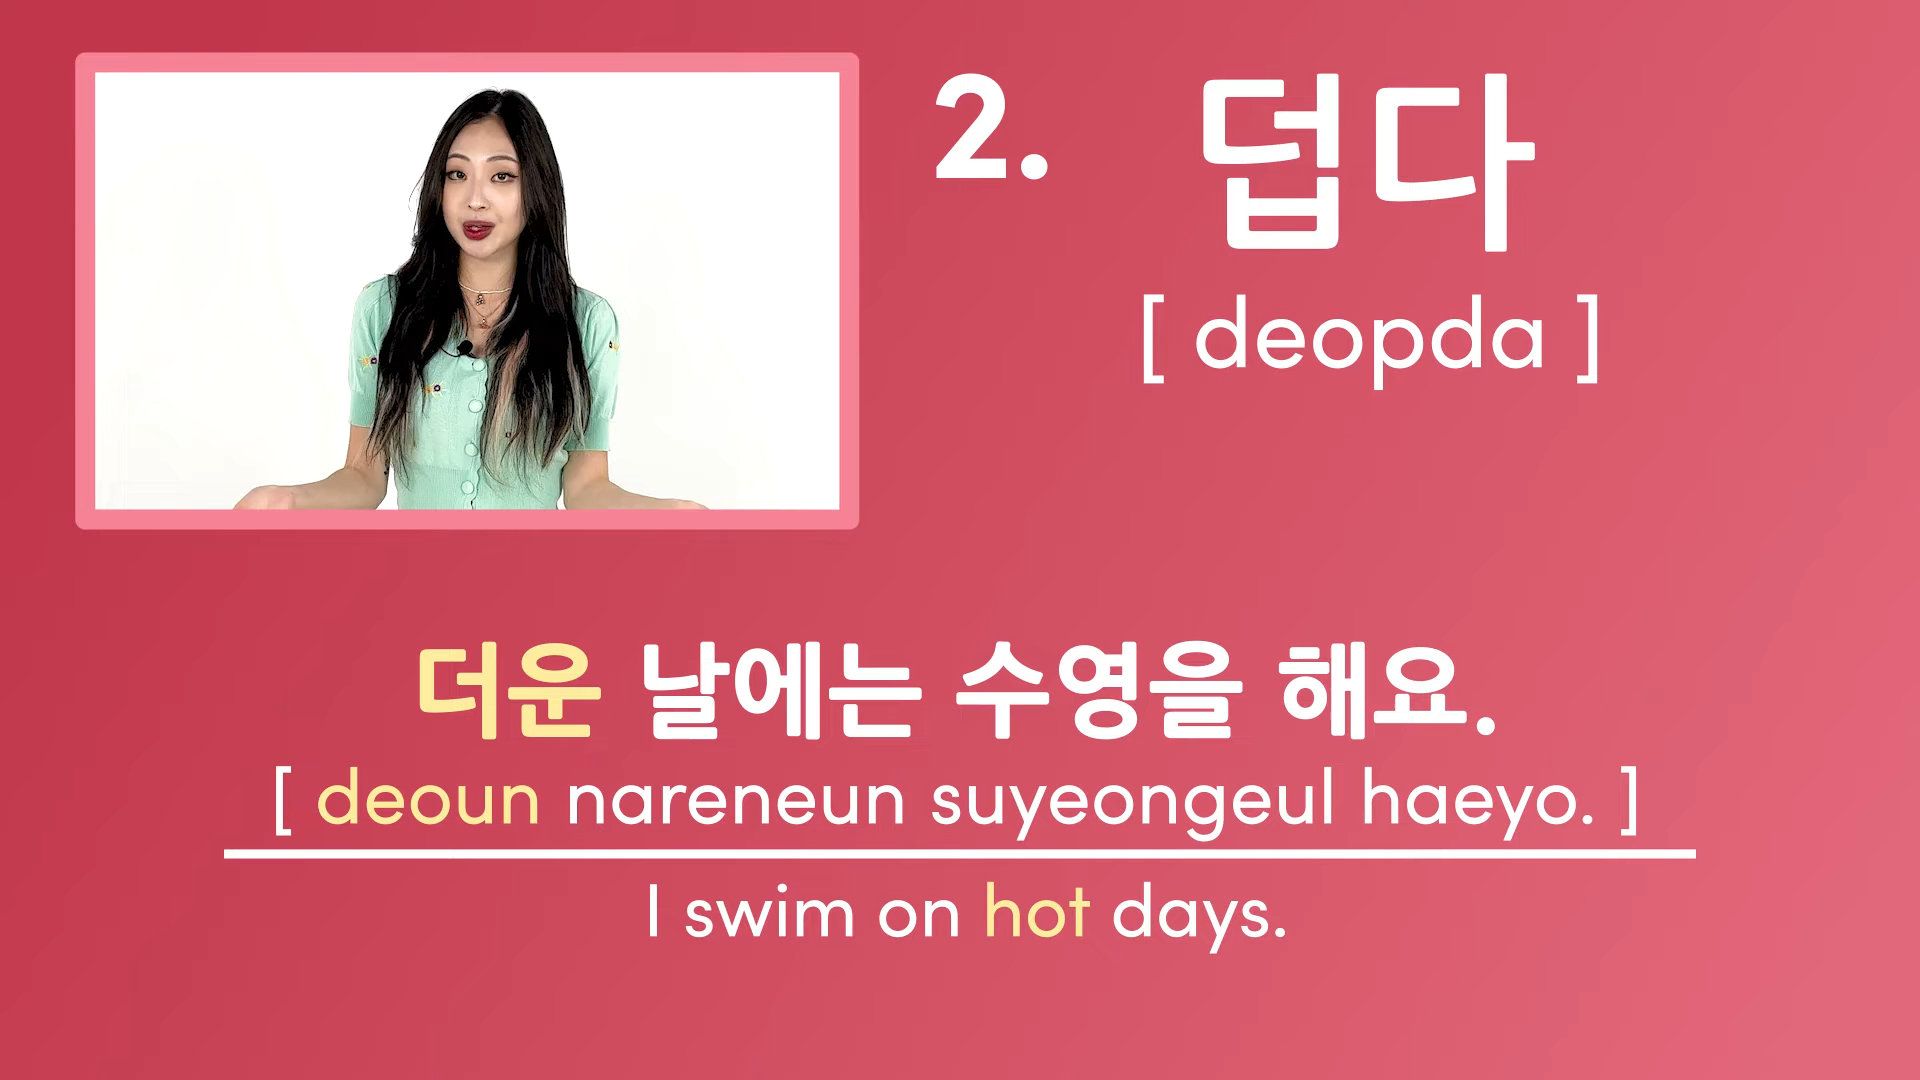 2. 덥다
[ deopda ]
더운 날에는 수영을 해요.
[ deoun nareneun suyeongeul haeyo. ]
I swim on hot days.